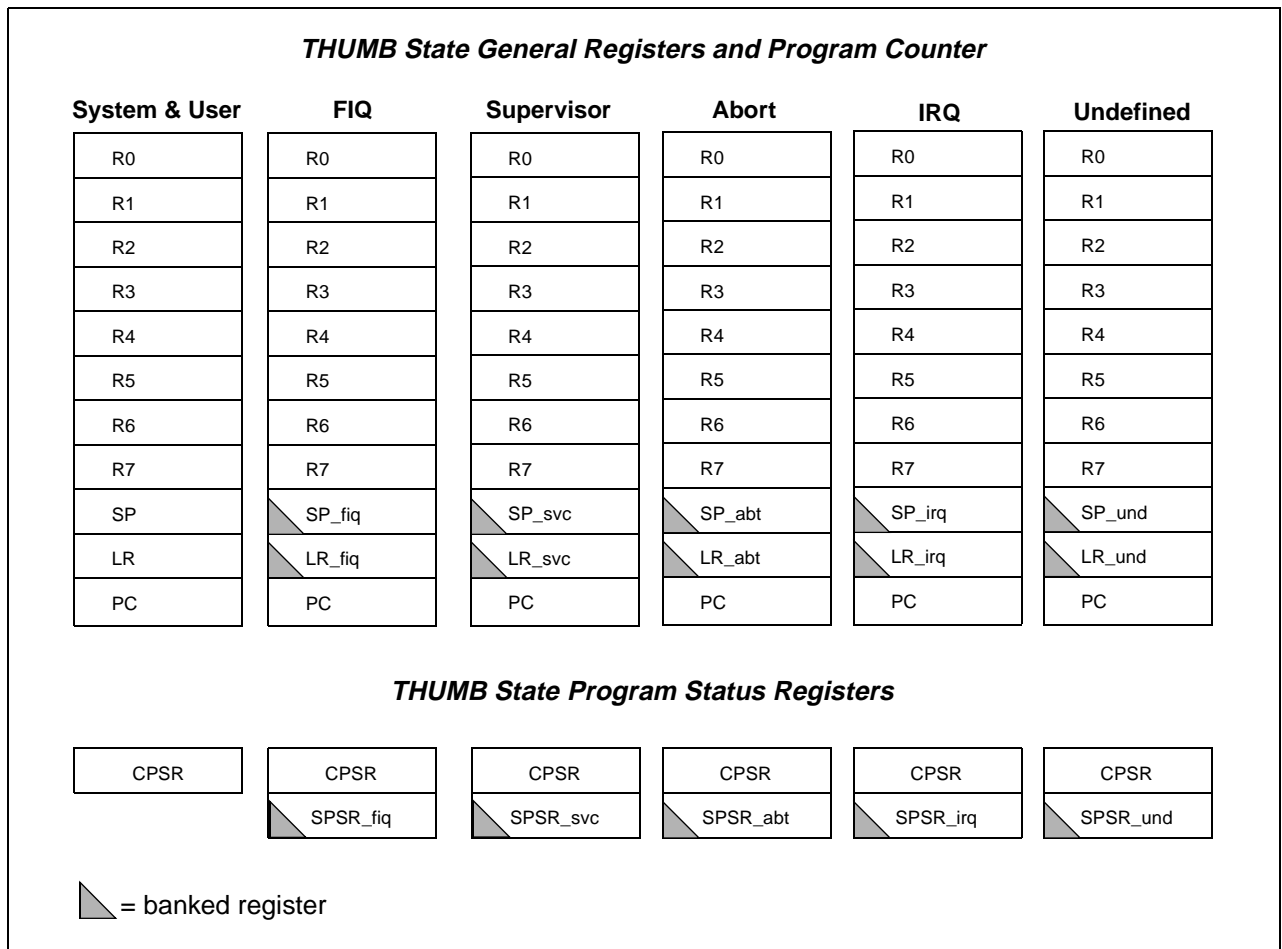 THUMB State General Registers and Program Counter
System & User FIQ Supervisor Abort IRQ Undefined
R0 R0 R0 R0 R0 R0
R1 R1 R1 R1 R1 R1
R2 R2 R2 R2 R2 R2
R3 R3 R3 R3 R3 R3
R4 R4 R4 R4 R4 R4
R5 R5 R5 R5 R5 R5
R6 R6 R6 R6 R6 R6
R7 R7 R7 R7 R7 R7
SP SP_fiq SP_svc SP_abt SP_irq SP_und
LR LR_fiq LR_svc LR_abt LR_irq LR_und
PC PC PC PC PC PC
THUMB State Program Status Registers
CPSR CPSR CPSR CPSR CPSR CPSR
SPSR_fiq SPSR_svc SPSR_abt SPSR_irq SPSR_und
= banked register